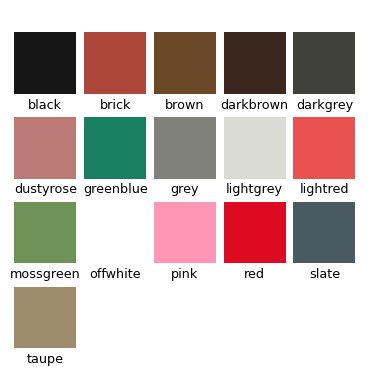 black brick brown darkbrown darkgrey
dustyrose greenblue grey lightgrey lightred
mossgreen offwhite pink red slate
taupe